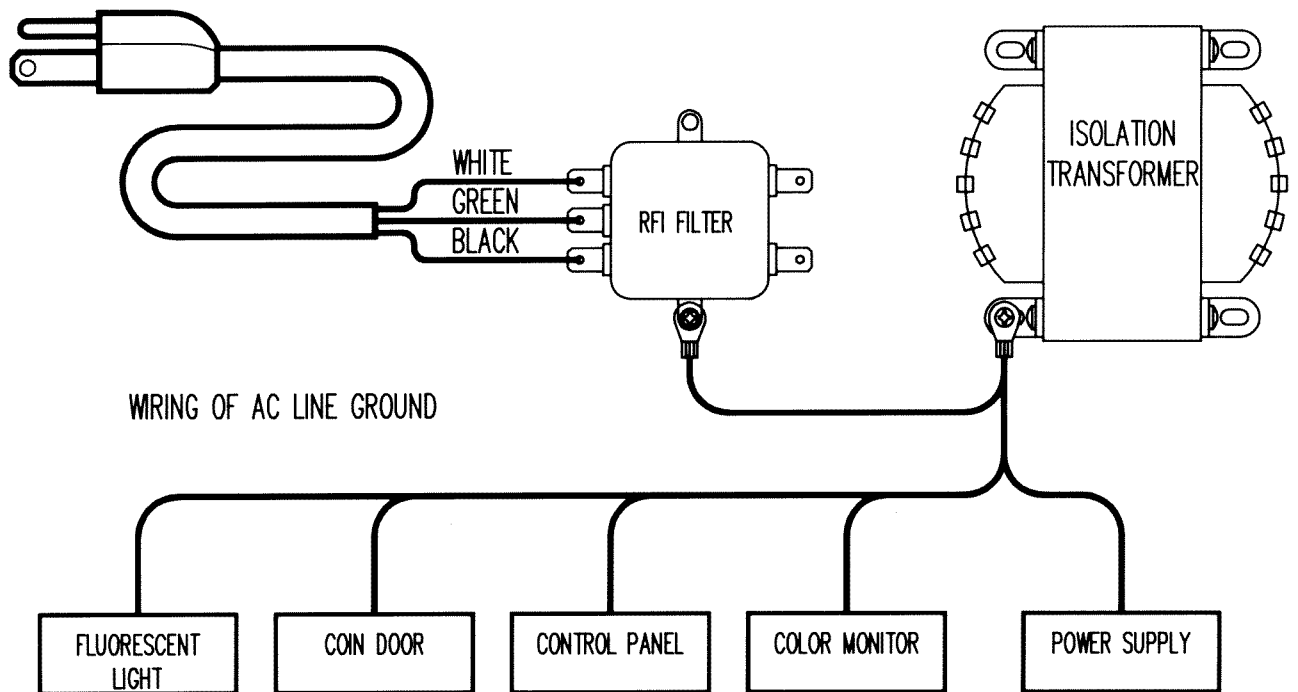 WHITE
GREEN
BLACK
RFI FILTER
ISOLATION
TRANSFORMER
WIRING OF AC LINE GROUND
FLUORESCENT
LIGHT
COIN DOOR
CONTROL PANEL
COLOR MONITOR
POWER SUPPLY